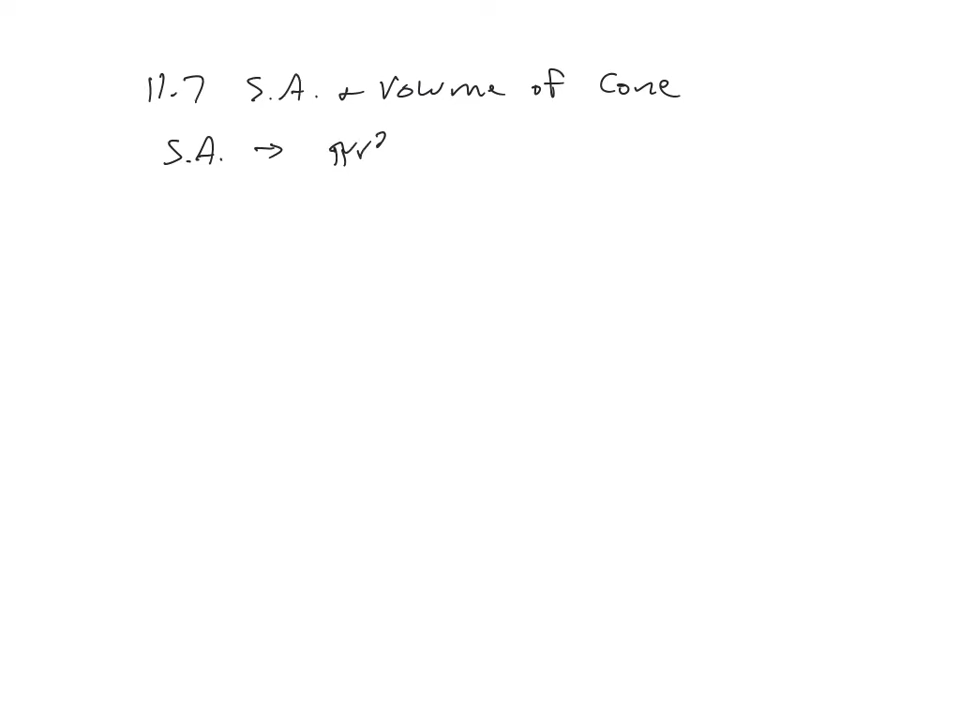 11.7 S.A. & Volume of Cone
S.A. → πr²